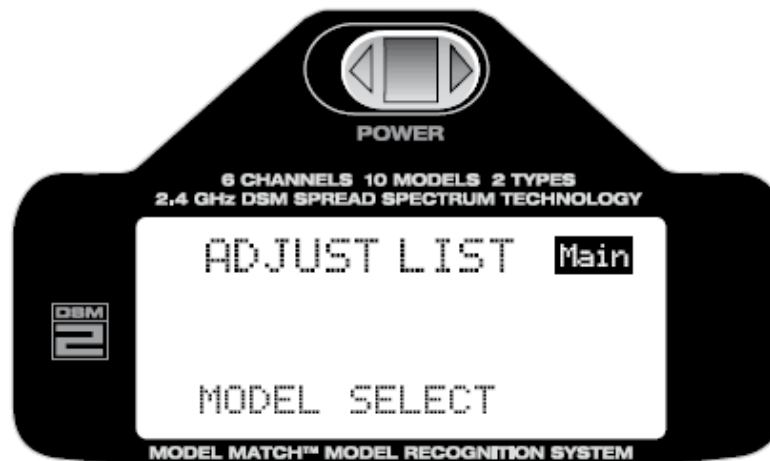 POWER
6 CHANNELS 10 MODELS 2 TYPES
2.4 GHz DSM SPREAD SPECTRUM TECHNOLOGY
ADJUST LIST Main
DSM
2
MODEL SELECT
MODEL MATCH™ MODEL RECOGNITION SYSTEM